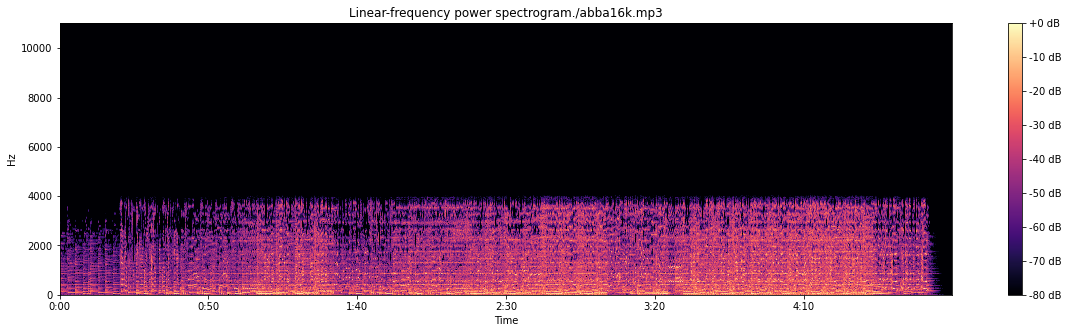 Linear-frequency power spectrogram./abba16k.mp3
10000
8000
6000
4000
2000
0
Hz
0:00 0:50 1:40 2:30 3:20 4:10
Time
+0 dB
-10 dB
-20 dB
-30 dB
-40 dB
-50 dB
-60 dB
-70 dB
-80 dB